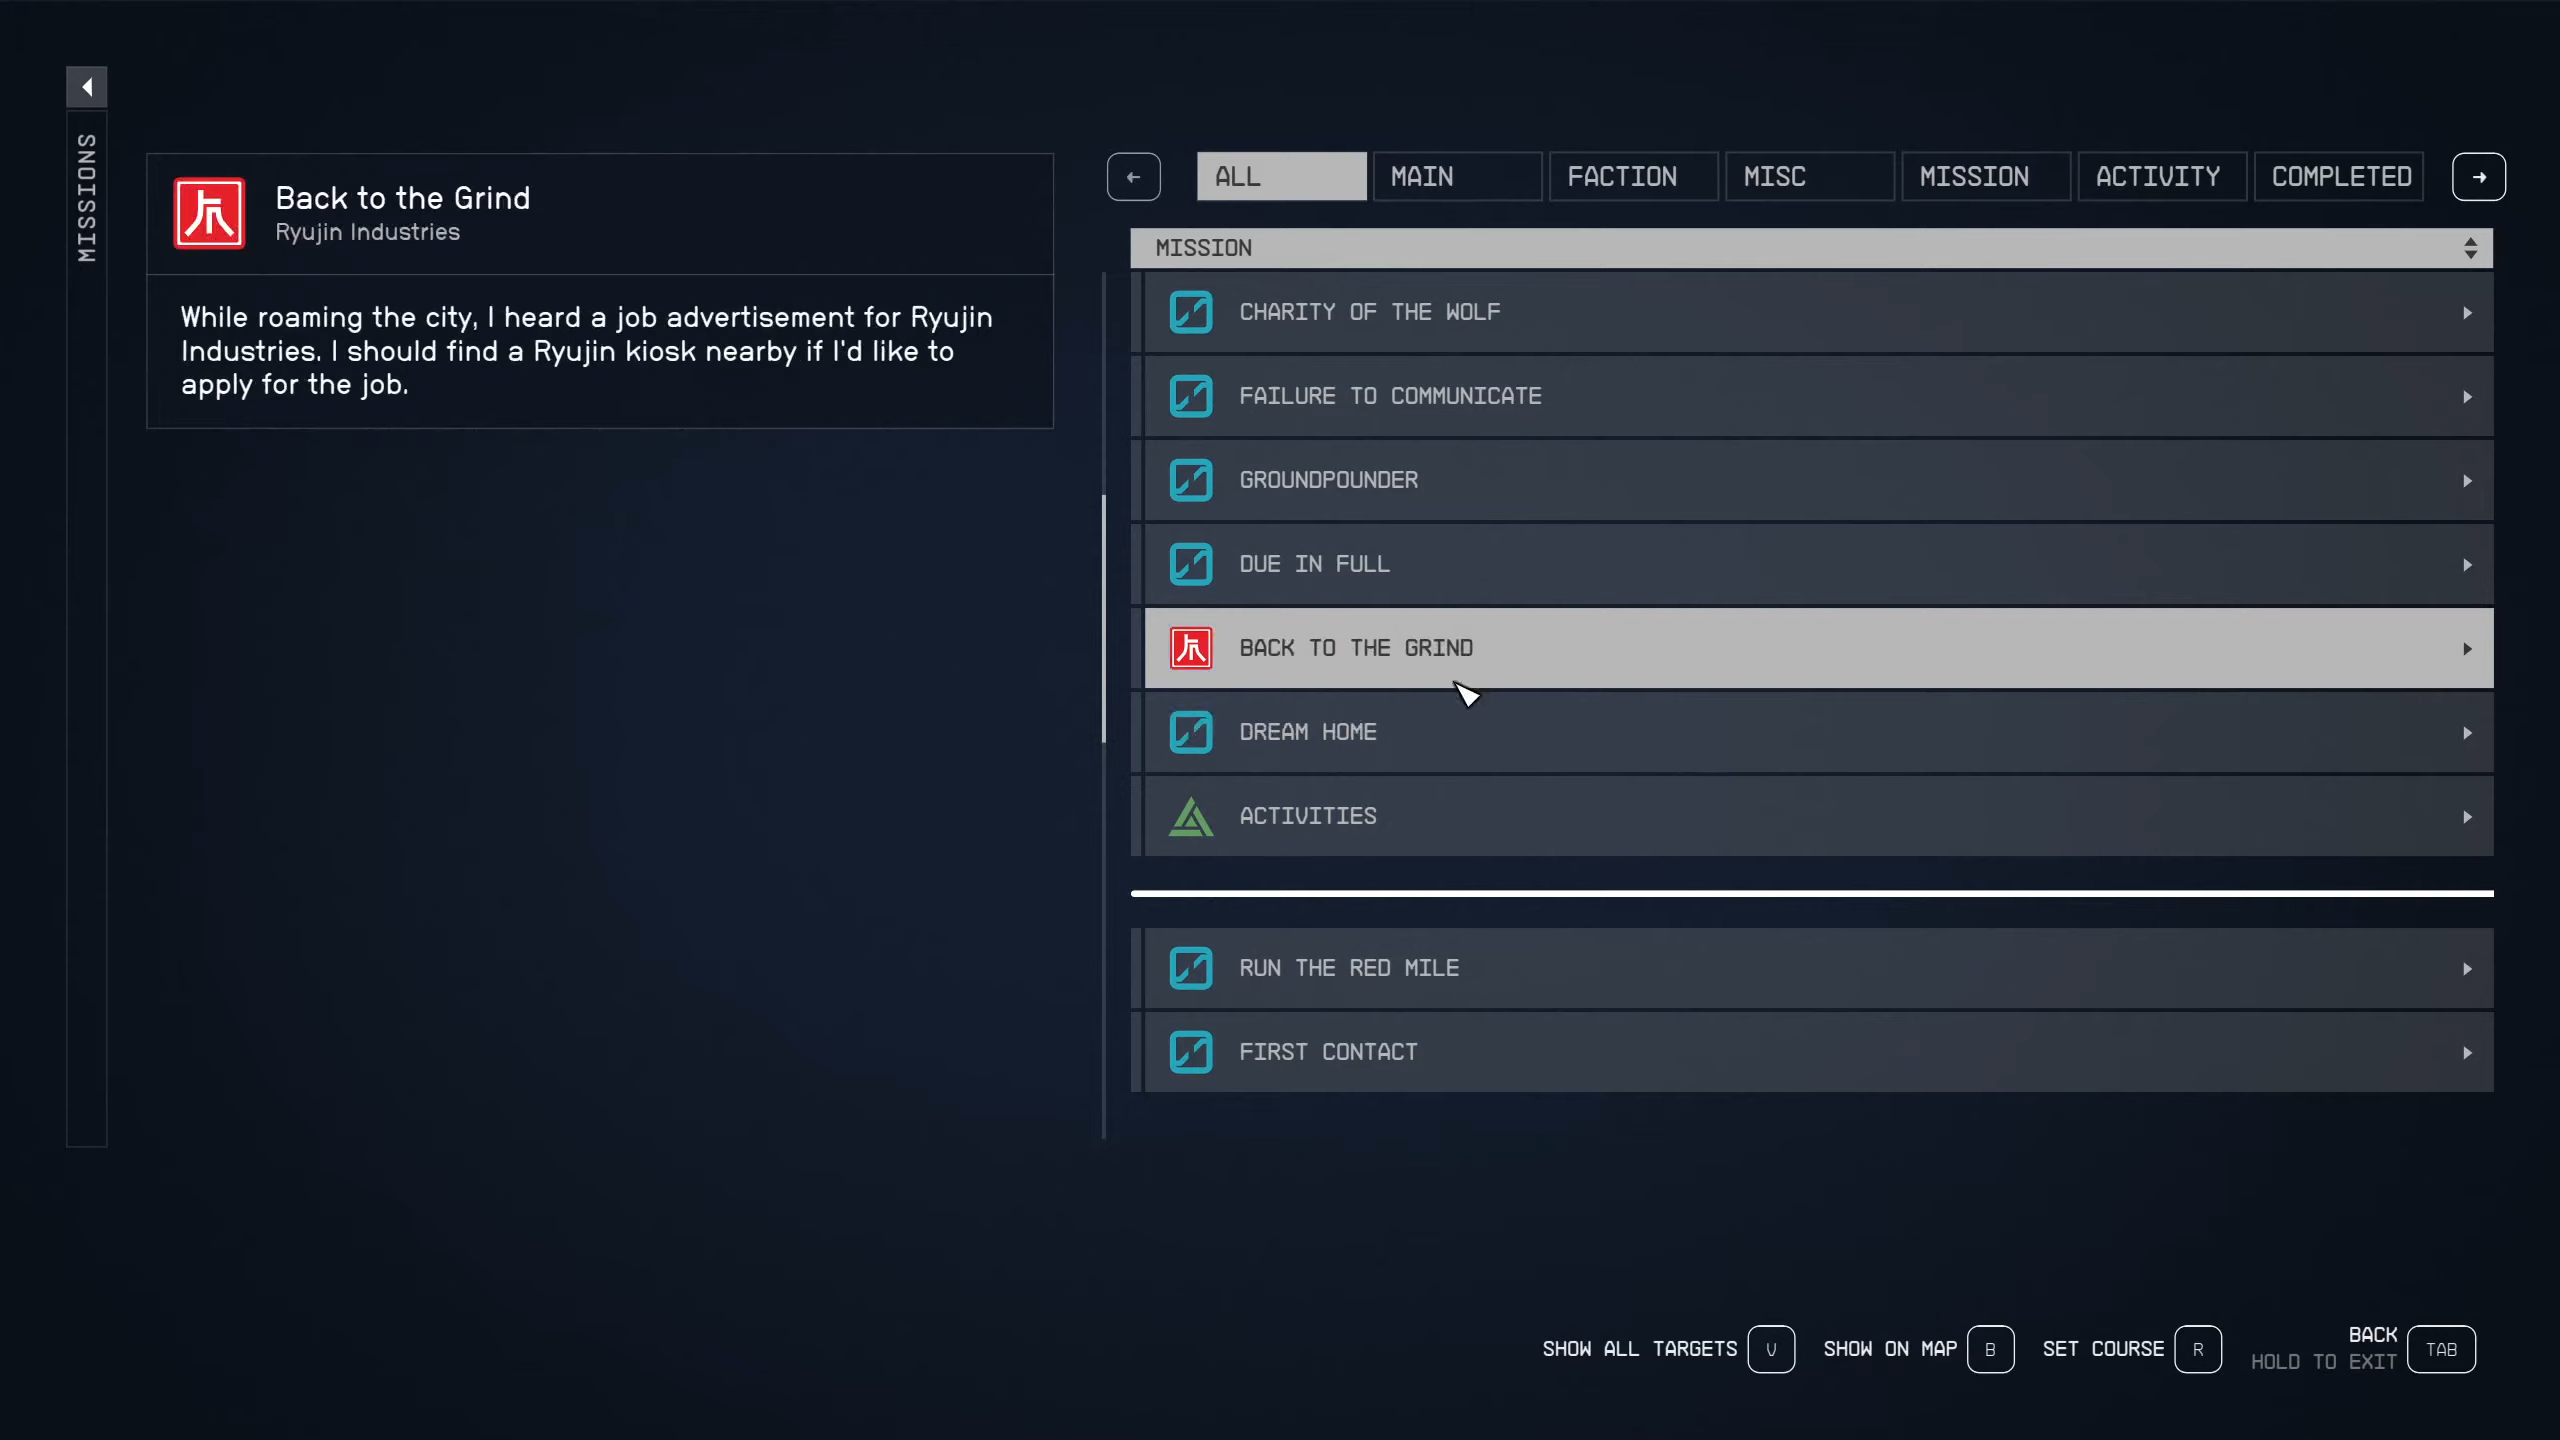 MISSIONS
Back to the Grind
Ryujin Industries
While roaming the city, I heard a job advertisement for Ryujin
Industries. I should find a Ryujin kiosk nearby if I'd like to
apply for the job.
ALL
MAIN
FACTION
MISC
MISSION
ACTIVITY
COMPLETED
MISSION
CHARITY OF THE WOLF
FAILURE TO COMMUNICATE
GROUNDPOUNDER
DUE IN FULL
BACK TO THE GRIND
DREAM HOME
ACTIVITIES
RUN THE RED MILE
FIRST CONTACT
SHOW ALL TARGETS V
SHOW ON MAP B
SET COURSE R
BACK
HOLD TO EXIT
TAB